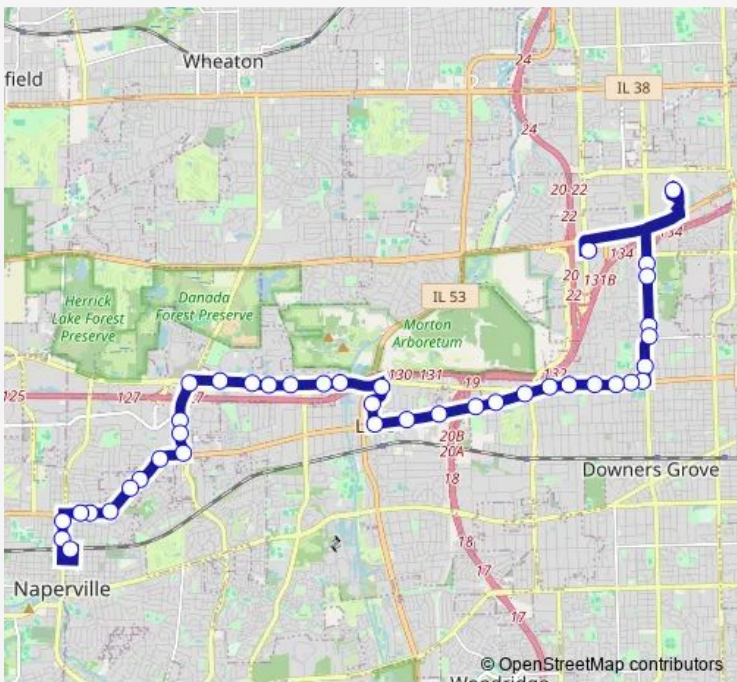 Wheaton
field
24
IL 38
24
20-22
22
134
134
131B
20
22
Herrick
Lake Forest
Preserve
Danada
Forest Preserve
IL 53
Morton
Arboretum
125
127
130
131
19
132
20B
20A
Downers Grove
18
18
17
17
Naperville
© OpenStreetMap contributors